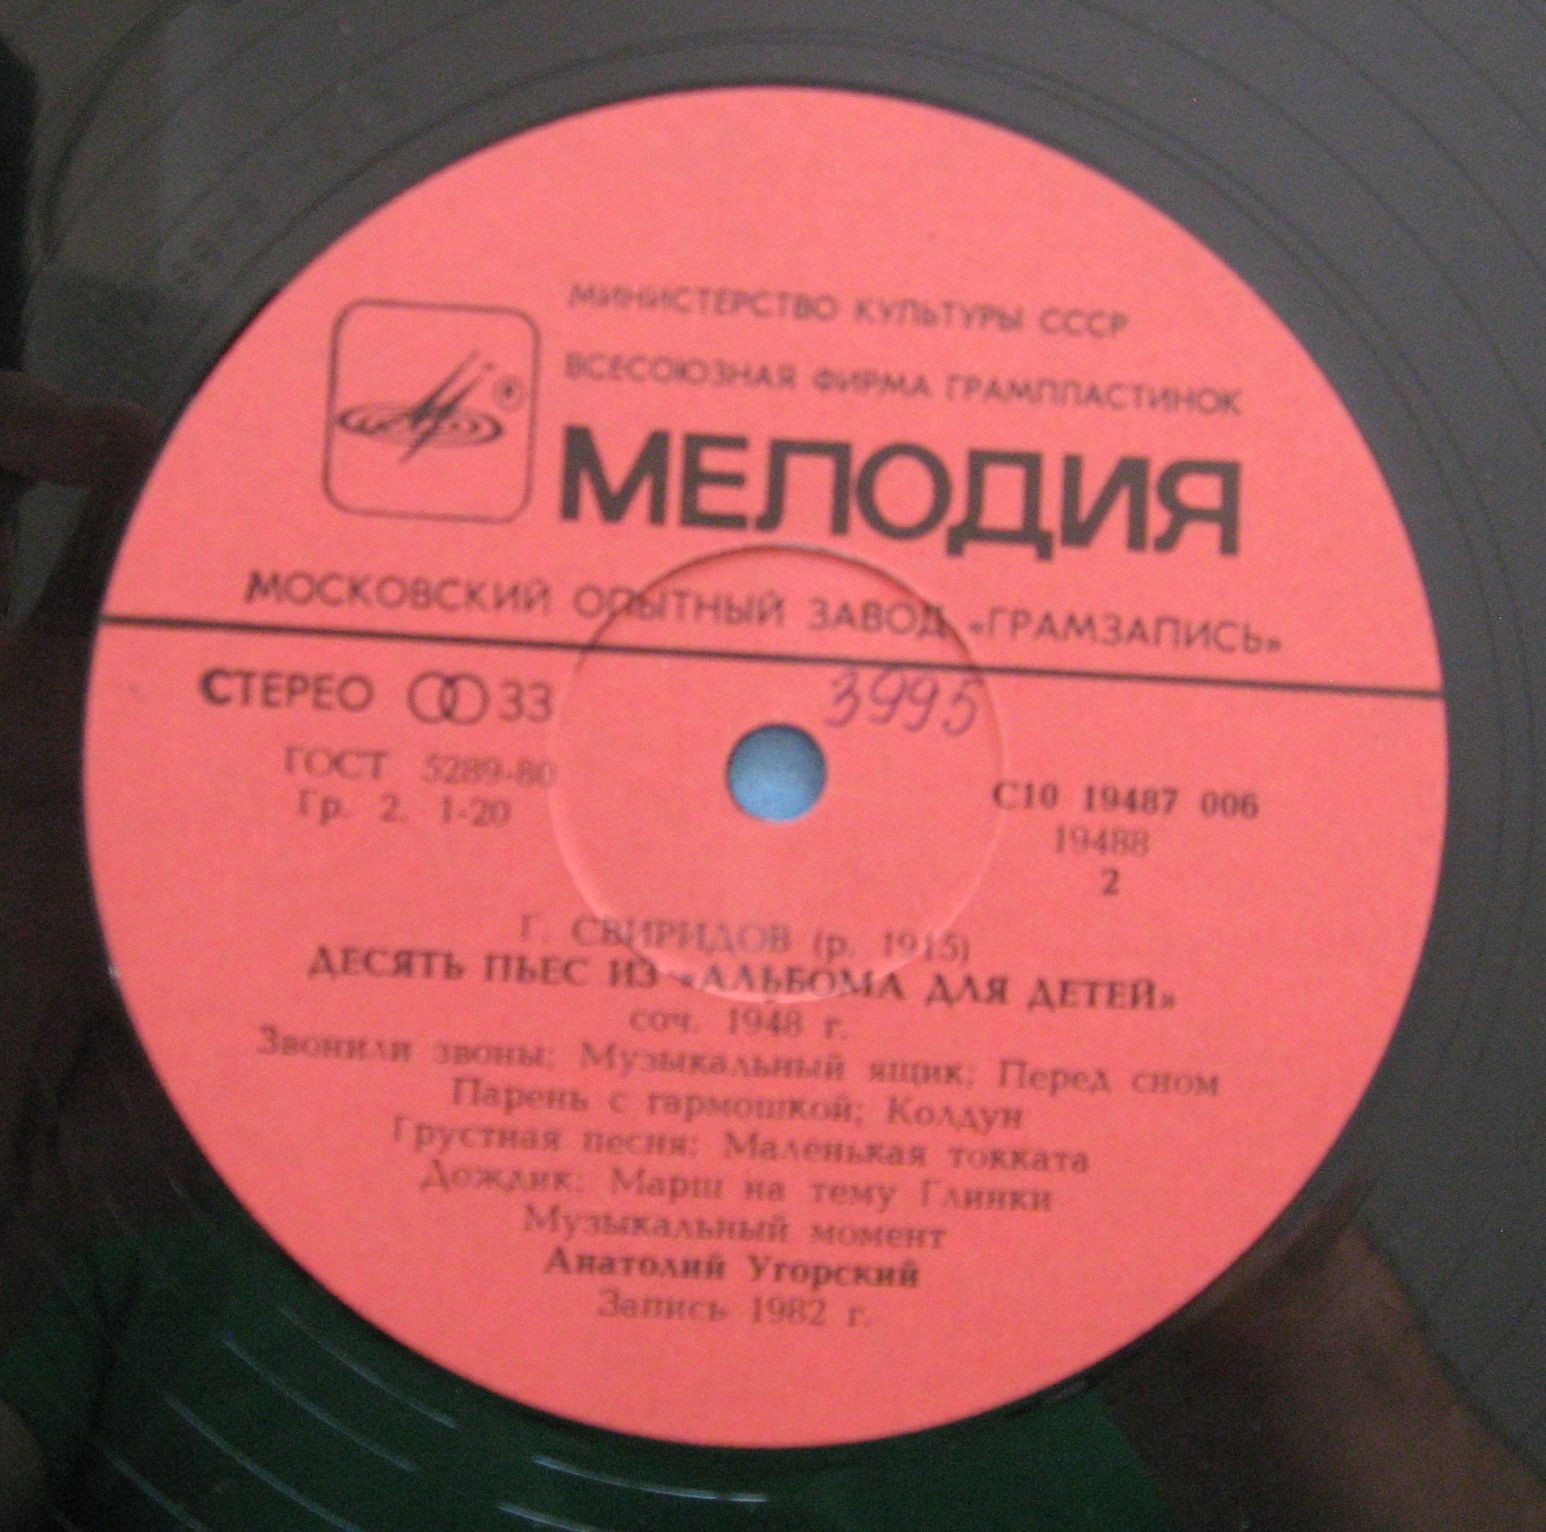 МИНИСТЕРСТВО КУЛЬТУРЫ СССР
ВСЕСОЮЗНАЯ ФИРМА ГРАМПЛАСТИНОК
МЕЛОДИЯ
МОСКОВСКИЙ ОПЫТНЫЙ ЗАВОД «ГРАМЗАПИСЬ»
СТЕРЕО 33
3995
ГОСТ 5289-80
Гр. 2. 1-20
С10 19487 006
19488
2
Г. СВИРИДОВ (р. 1915)
ДЕСЯТЬ ПЬЕС ИЗ «АЛЬБОМА ДЛЯ ДЕТЕЙ»
соч. 1948 г.
Звонили звоны; Музыкальный ящик; Перед сном
Парень с гармошкой; Колдун
Грустная песня; Маленькая токката
Дождик; Марш на тему Глинки
Музыкальный момент
Анатолий Угорский
Запись 1982 г.